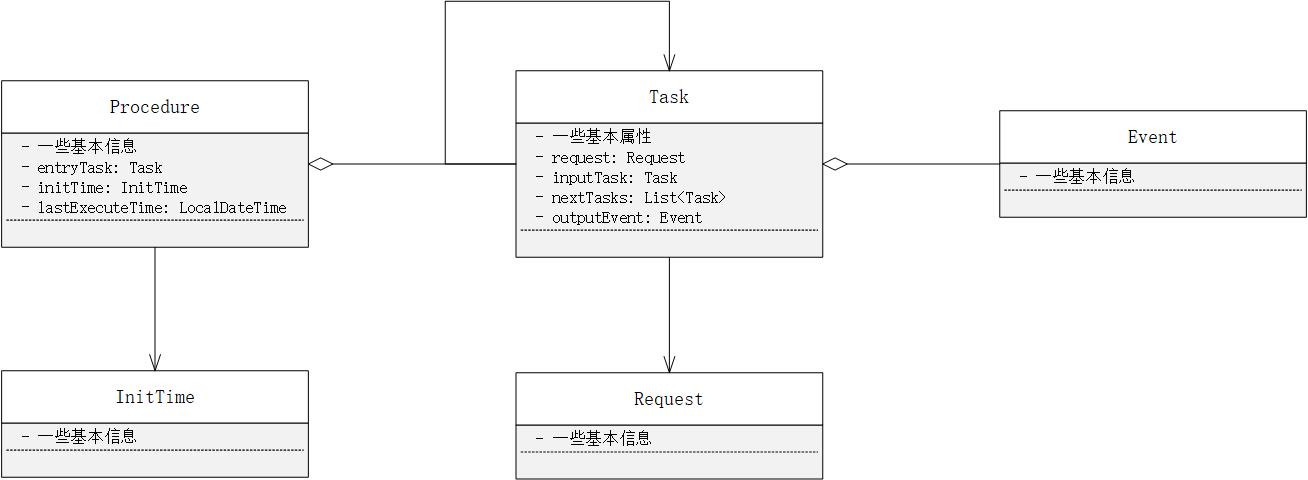 Procedure
- 一些基本信息
- entryTask: Task
- initTime: InitTime
- lastExecuteTime: LocalDateTime
Task
- 一些基本属性
- request: Request
- inputTask: Task
- nextTasks: List<Task>
- outputEvent: Event
Event
- 一些基本信息
InitTime
- 一些基本信息
Request
- 一些基本信息